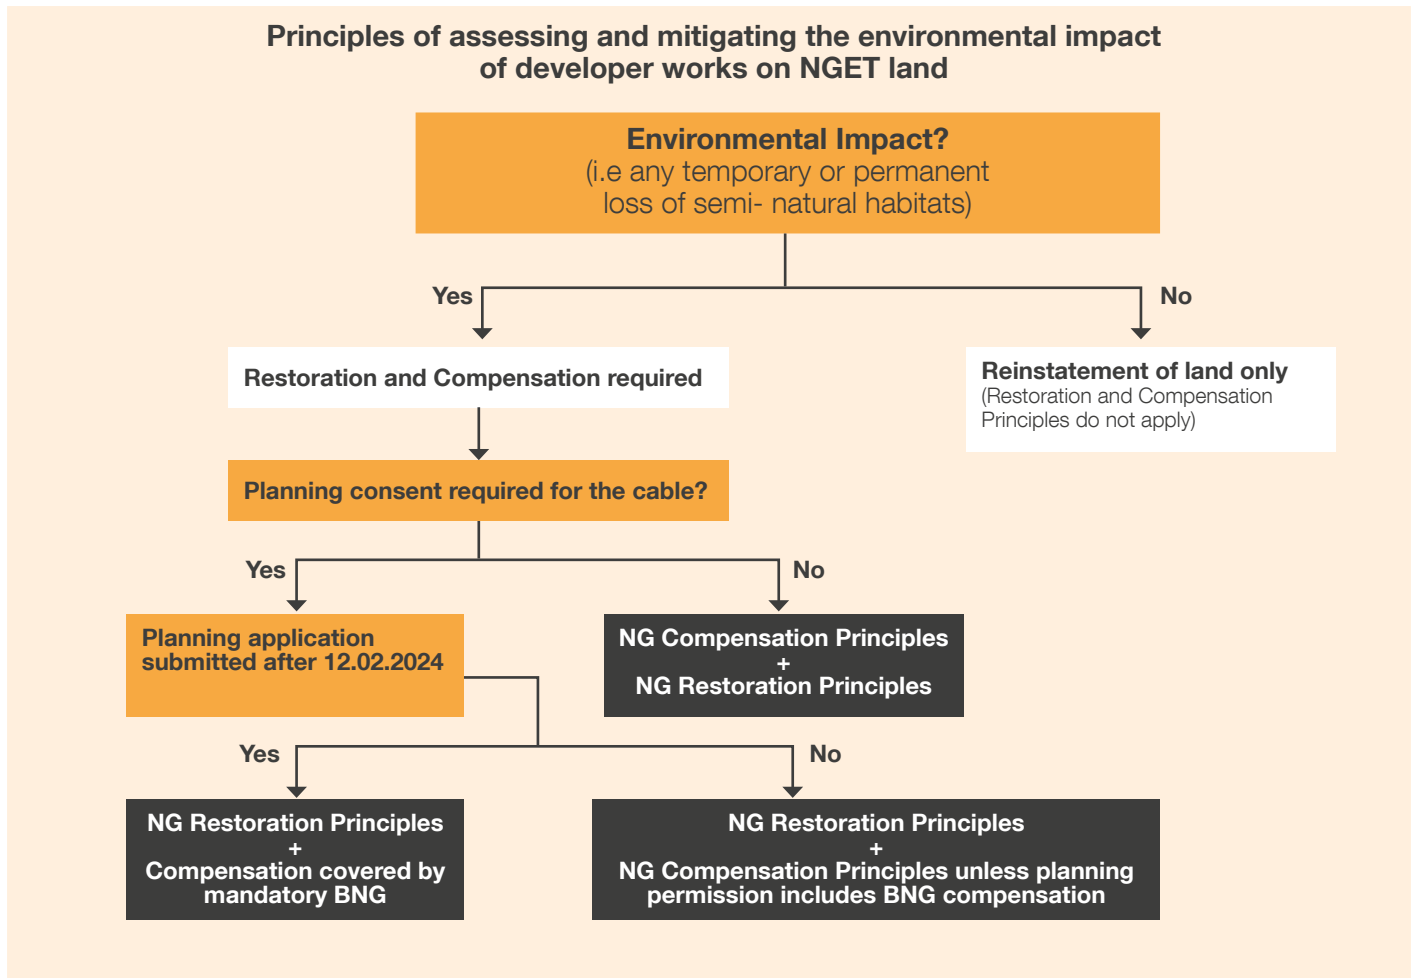 Principles of assessing and mitigating the environmental impact
of developer works on NGET land
Environmental Impact?
(i.e any temporary or permanent
loss of semi- natural habitats)
Yes
No
Restoration and Compensation required
Reinstatement of land only
(Restoration and Compensation
Principles do not apply)
Planning consent required for the cable?
Yes
No
Planning application
submitted after 12.02.2024
NG Compensation Principles
+
NG Restoration Principles
Yes
No
NG Restoration Principles
+
Compensation covered by
mandatory BNG
NG Restoration Principles
+
NG Compensation Principles unless planning
permission includes BNG compensation